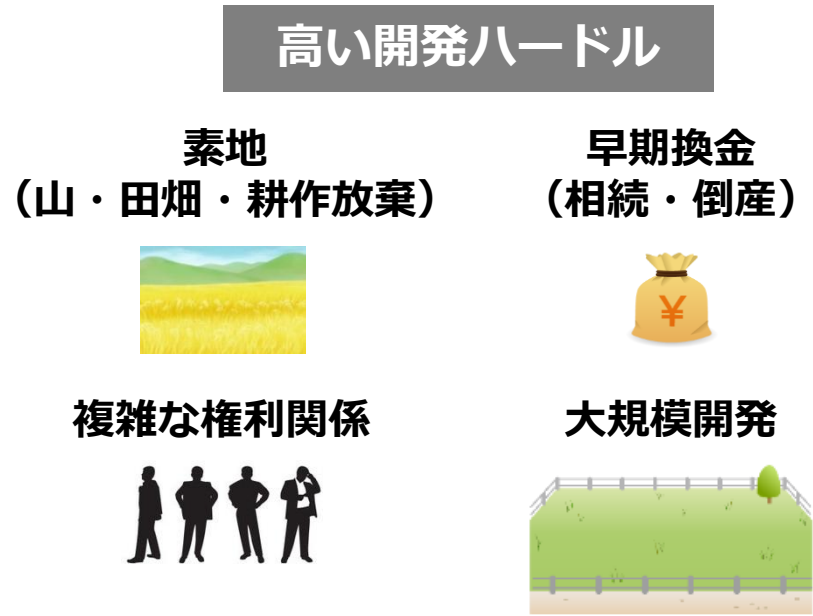 高い開発ハードル
素地
（山・田畑・耕作放棄）
早期換金
（相続・倒産）
¥
複雑な権利関係
大規模開発